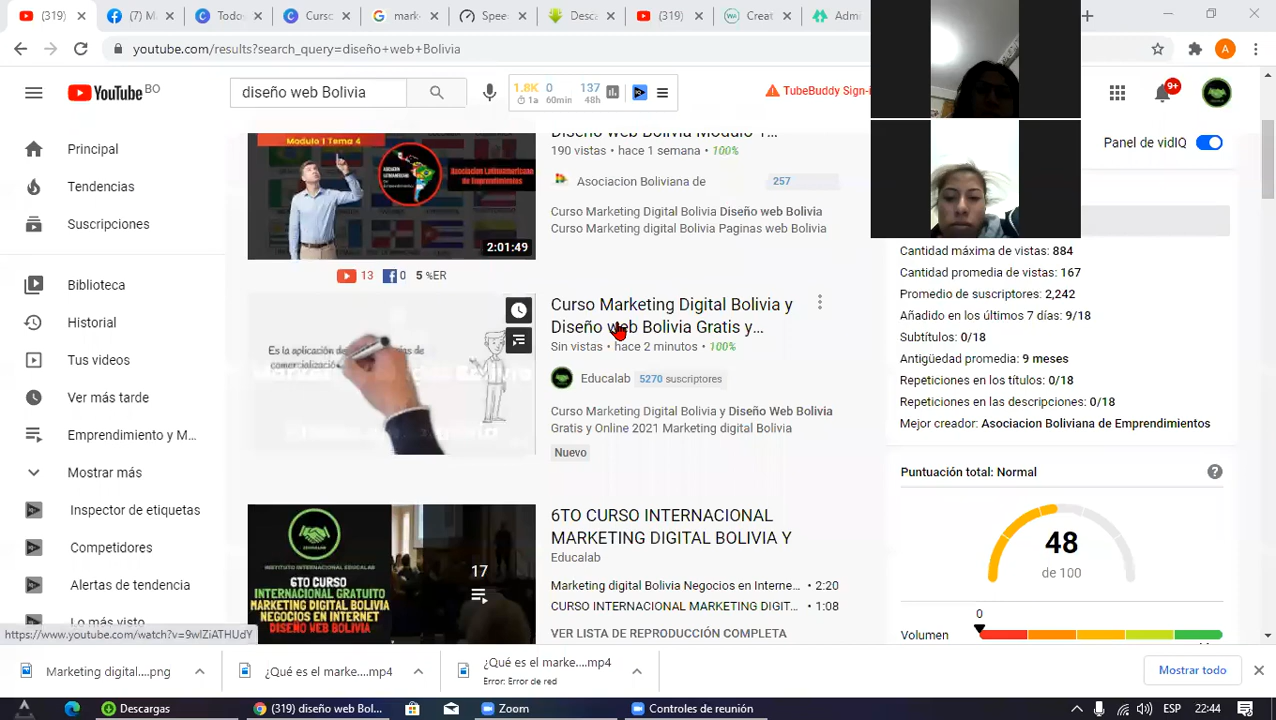 (319)
(7) M
Todo
Curso
mark
Spee
Desca
(319)
Creat
Admi
youtube.com/results?search_query=diseño+web+Bolivia
YouTube BO
diseño web Bolivia
1.8K 0 137
1a 60min 48h
TubeBuddy Sign-i
9+
A
Principal
Tendencias
Suscripciones
Biblioteca
Historial
Tus videos
Ver más tarde
Emprendimiento y M...
Mostrar más
Inspector de etiquetas
Competidores
Alertas de tendencia
Lo más visto
https://www.youtube.com/watch?v=9wlZiATHUdY
Modulo 1 Tema 4
2:01:49
13 0 5 %ER
Diseño web Bolivia Modulo 1...
190 vistas • hace 1 semana • 100%
Asociacion Boliviana de 257
Curso Marketing Digital Bolivia Diseño web Bolivia
Curso Marketing digital Bolivia Paginas web Bolivia
Es la aplicación de
comercializació
Curso Marketing Digital Bolivia y
Diseño web Bolivia Gratis y...
Sin vistas • hace 2 minutos • 100%
Educalab 5270 suscriptores
Curso Marketing Digital Bolivia y Diseño Web Bolivia
Gratis y Online 2021 Marketing digital Bolivia
Nuevo
INSTITUTO INTERNACIONAL EDUCALAB
6TO CURSO
INTERNACIONAL GRATUITO
MARKETING DIGITAL BOLIVIA
NEGOCIOS EN INTERNET
DISEÑO WEB BOLIVIA
17
6TO CURSO INTERNACIONAL
MARKETING DIGITAL BOLIVIA Y
Educalab
Marketing digital Bolivia Negocios en Interne... • 2:20
CURSO INTERNACIONAL MARKETING DIGIT... • 1:08
VER LISTA DE REPRODUCCIÓN COMPLETA
Panel de vidIQ
Cantidad máxima de vistas: 884
Cantidad promedia de vistas: 167
Promedio de suscriptores: 2,242
Añadido en los últimos 7 días: 9/18
Subtítulos: 0/18
Antigüedad promedia: 9 meses
Repeticiones en los títulos: 0/18
Repeticiones en las descripciones: 0/18
Mejor creador: Asociacion Boliviana de Emprendimientos
Puntuación total: Normal
48
de 100
0
Volumen
Marketing digital....png
¿Qué es el marke....mp4
¿Qué es el marke....mp4
Error: Error de red
Mostrar todo
Descargas
(319) diseño web Bol...
Zoom
Controles de reunión
ESP
22:44